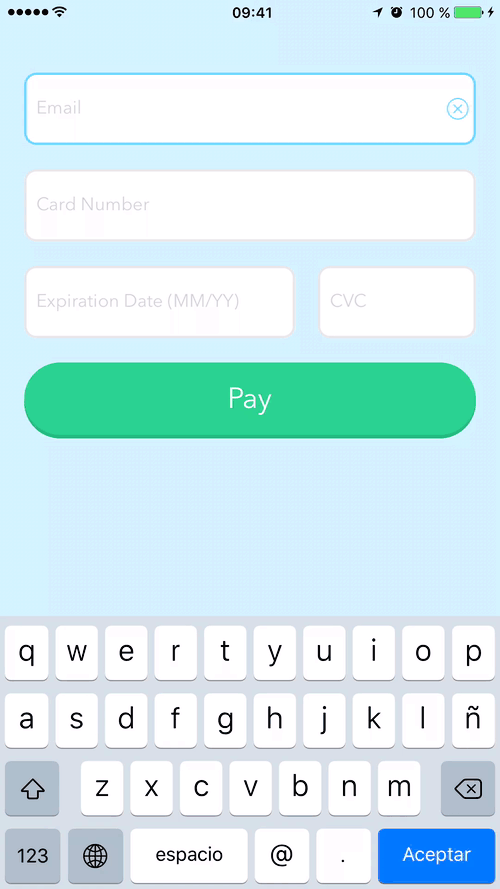 09:41 100 %
Email
Card Number
Expiration Date (MM/YY) CVC
Pay
q w e r t y u i o p
a s d f g h j k l ñ
z x c v b n m
123 espacio @ . Aceptar